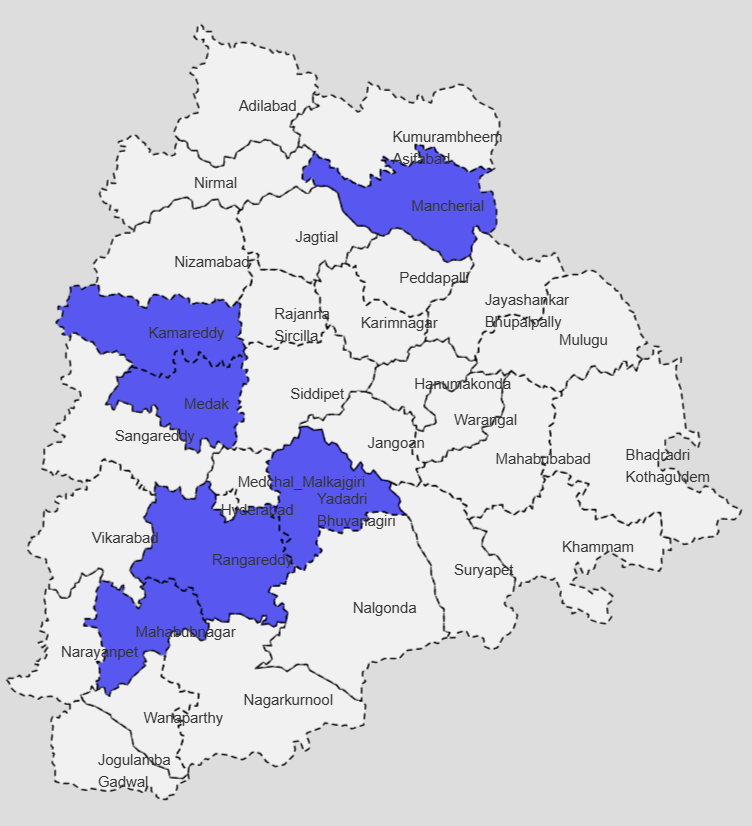 Adilabad
Kumurambheem
Asifabad
Nirmal
Mancherial
Jagtial
Nizamabad
Peddapalli
Jayashankar
Bhupalpally
Rajanna
Sircilla
Karimnagar
Kamareddy
Mulugu
Hanumakonda
Siddipet
Medak
Warangal
Sangareddy
Jangoan
Mahabubabad
Bhadradri
Kothagudem
Medchal_Malkajgiri
Yadadri
Bhuvanagiri
Hyderabad
Vikarabad
Khammam
Rangareddy
Suryapet
Nalgonda
Mahabubnagar
Narayanpet
Nagarkurnool
Wanaparthy
Jogulamba
Gadwal